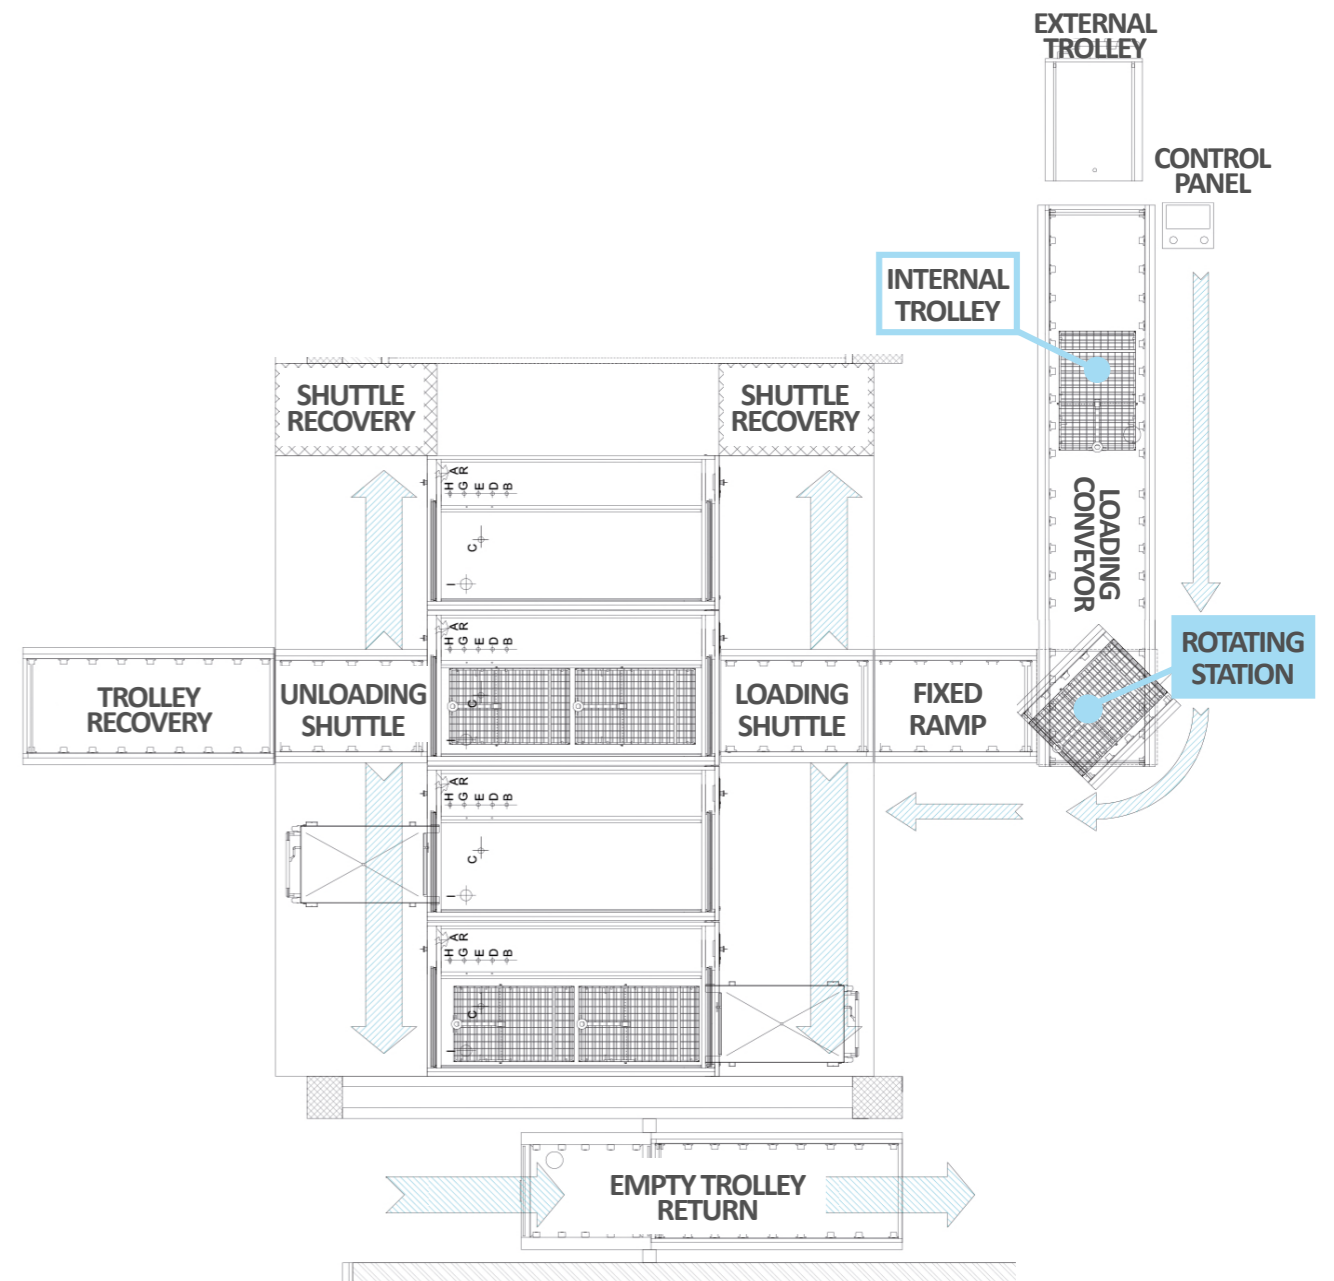 EXTERNAL
TROLLEY
CONTROL
PANEL
INTERNAL
TROLLEY
SHUTTLE
RECOVERY
SHUTTLE
RECOVERY
LOADING
CONVEYOR
A R
H G E D B
C
I
ROTATING
STATION
A R
H G E D B
C
I
TROLLEY
RECOVERY
UNLOADING
SHUTTLE
LOADING
SHUTTLE
FIXED
RAMP
A R
H G E D B
C
I
A R
H G E D B
C
I
EMPTY TROLLEY
RETURN